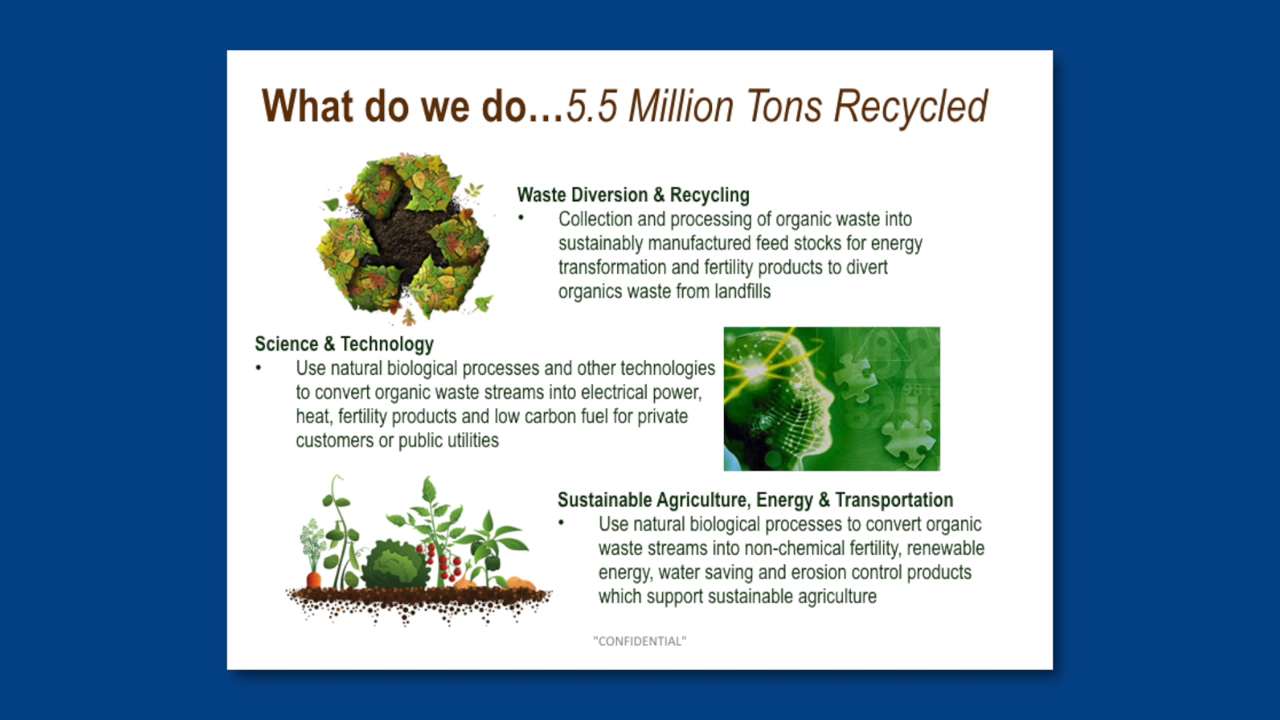 What do we do...5.5 Million Tons Recycled
Waste Diversion & Recycling
• Collection and processing of organic waste into
sustainably manufactured feed stocks for energy
transformation and fertility products to divert
organics waste from landfills
Science & Technology
• Use natural biological processes and other technologies
to convert organic waste streams into electrical power,
heat, fertility products and low carbon fuel for private
customers or public utilities
Sustainable Agriculture, Energy & Transportation
• Use natural biological processes to convert organic
waste streams into non-chemical fertility, renewable
energy, water saving and erosion control products
which support sustainable agriculture
"CONFIDENTIAL"